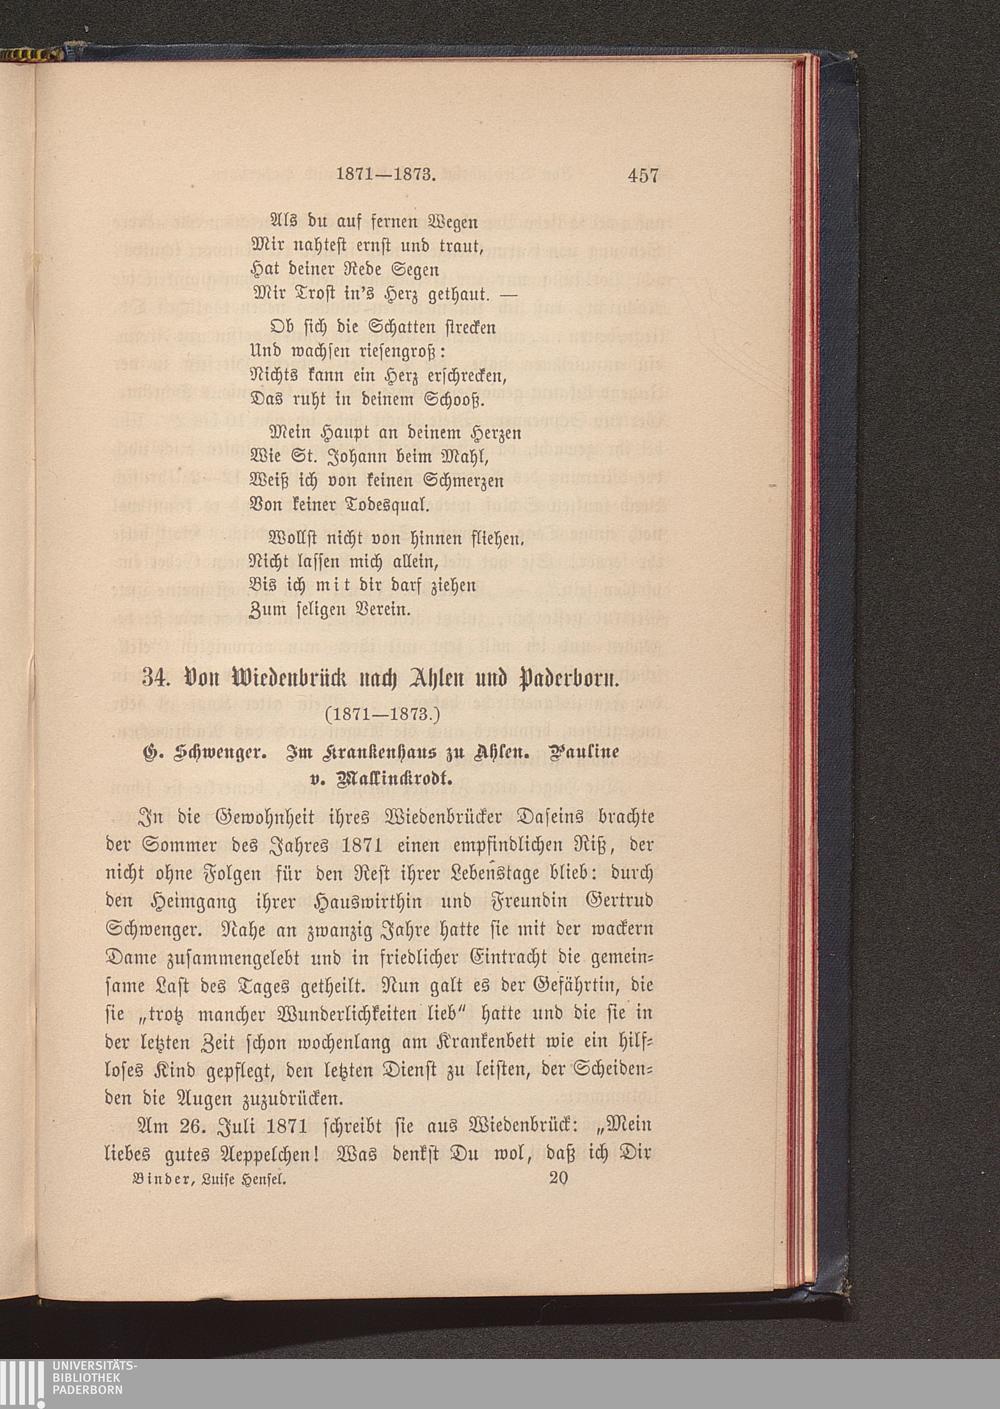 1871—1873. 457
Als du auf fernen Wegen
Mir nahtest ernst und traut,
Hat deiner Rede Segen
Mir Trost in's Herz gethaut. —
Ob sich die Schatten strecken
Und wachsen riesengroß:
Nichts kann ein Herz erschrecken,
Das ruht in deinem Schooß.
Mein Haupt an deinem Herzen
Wie St. Johann beim Mahl,
Weiß ich von keinen Schmerzen
Von keiner Todesqual.
Wollst nicht von hinnen fliehen,
Nicht lassen mich allein,
Bis ich mit dir darf ziehen
Zum seligen Verein.
34. Von Wiedenbrück nach Ahlen und Paderborn.
(1871—1873.)
G. Schwenger. Im Krankenhaus zu Ahlen. Pauline
v. Mallinckrodt.
In die Gewohnheit ihres Wiedenbrücker Daseins brachte
der Sommer des Jahres 1871 einen empfindlichen Riß, der
nicht ohne Folgen für den Rest ihrer Lebenstage blieb: durch
den Heimgang ihrer Hauswirthin und Freundin Gertrud
Schwenger. Nahe an zwanzig Jahre hatte sie mit der wackern
Dame zusammengelebt und in friedlicher Eintracht die gemein-
same Last des Tages getheilt. Nun galt es der Gefährtin, die
sie „trotz mancher Wunderlichkeiten lieb“ hatte und die sie in
der letzten Zeit schon wochenlang am Krankenbett wie ein hilf-
loses Kind gepflegt, den letzten Dienst zu leisten, der Scheiden-
den die Augen zuzudrücken.
Am 26. Juli 1871 schreibt sie aus Wiedenbrück: „Mein
liebes gutes Aeppelchen! Was denkst Du wol, daß ich Dir
Binder, Luise Hensel. 20
UNIVERSITÄTS-
BIBLIOTHEK
PADERBORN